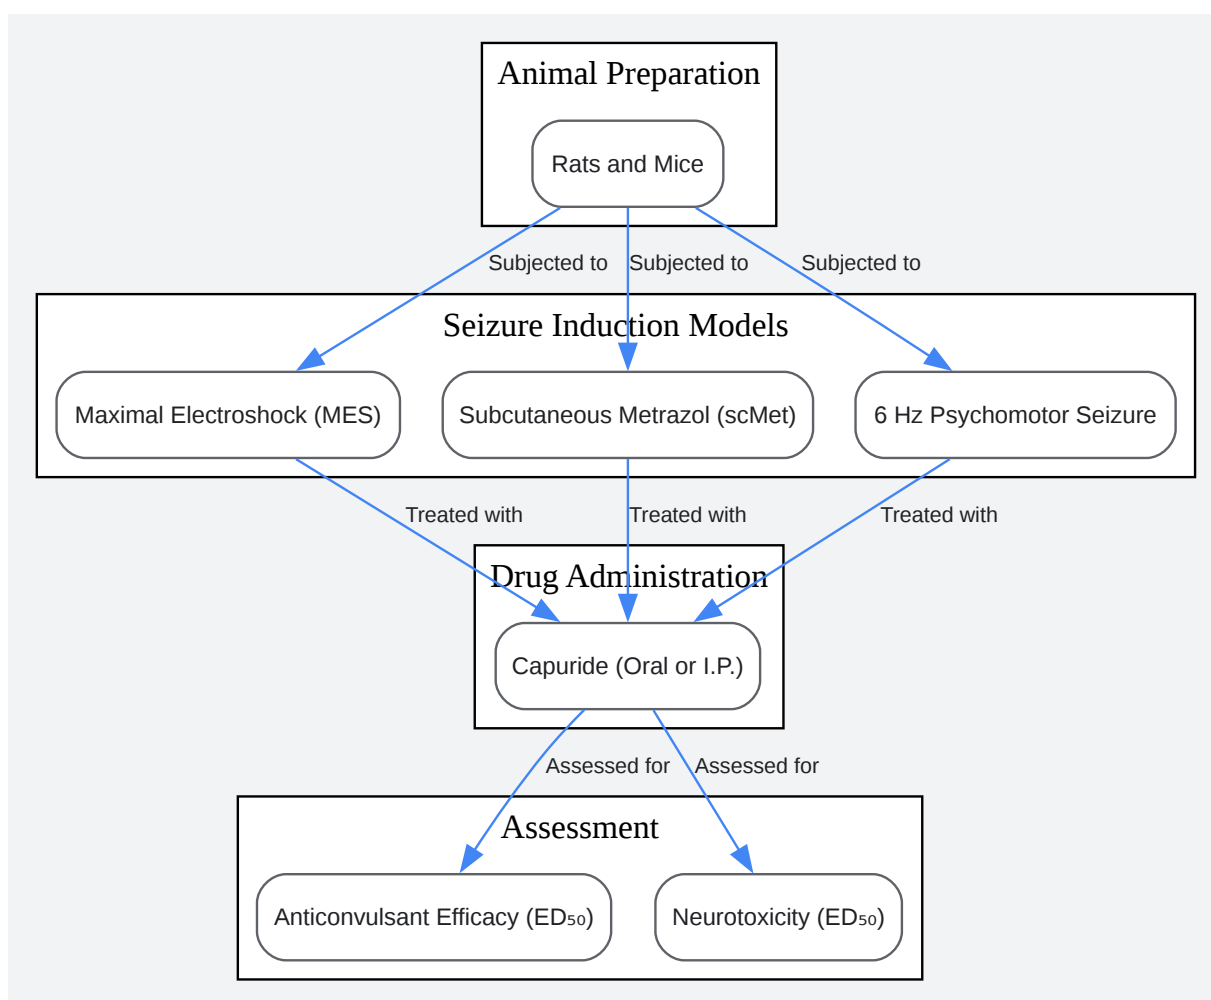 Animal Preparation
Rats and Mice
Subjected to
Subjected to
Subjected to
Seizure Induction Models
Maximal Electroshock (MES)
Subcutaneous Metrazol (scMet)
6 Hz Psychomotor Seizure
Treated with
Treated with
Treated with
Drug Administration
Capuride (Oral or I.P.)
Assessed for
Assessed for
Assessment
Anticonvulsant Efficacy (ED₅₀)
Neurotoxicity (ED₅₀)